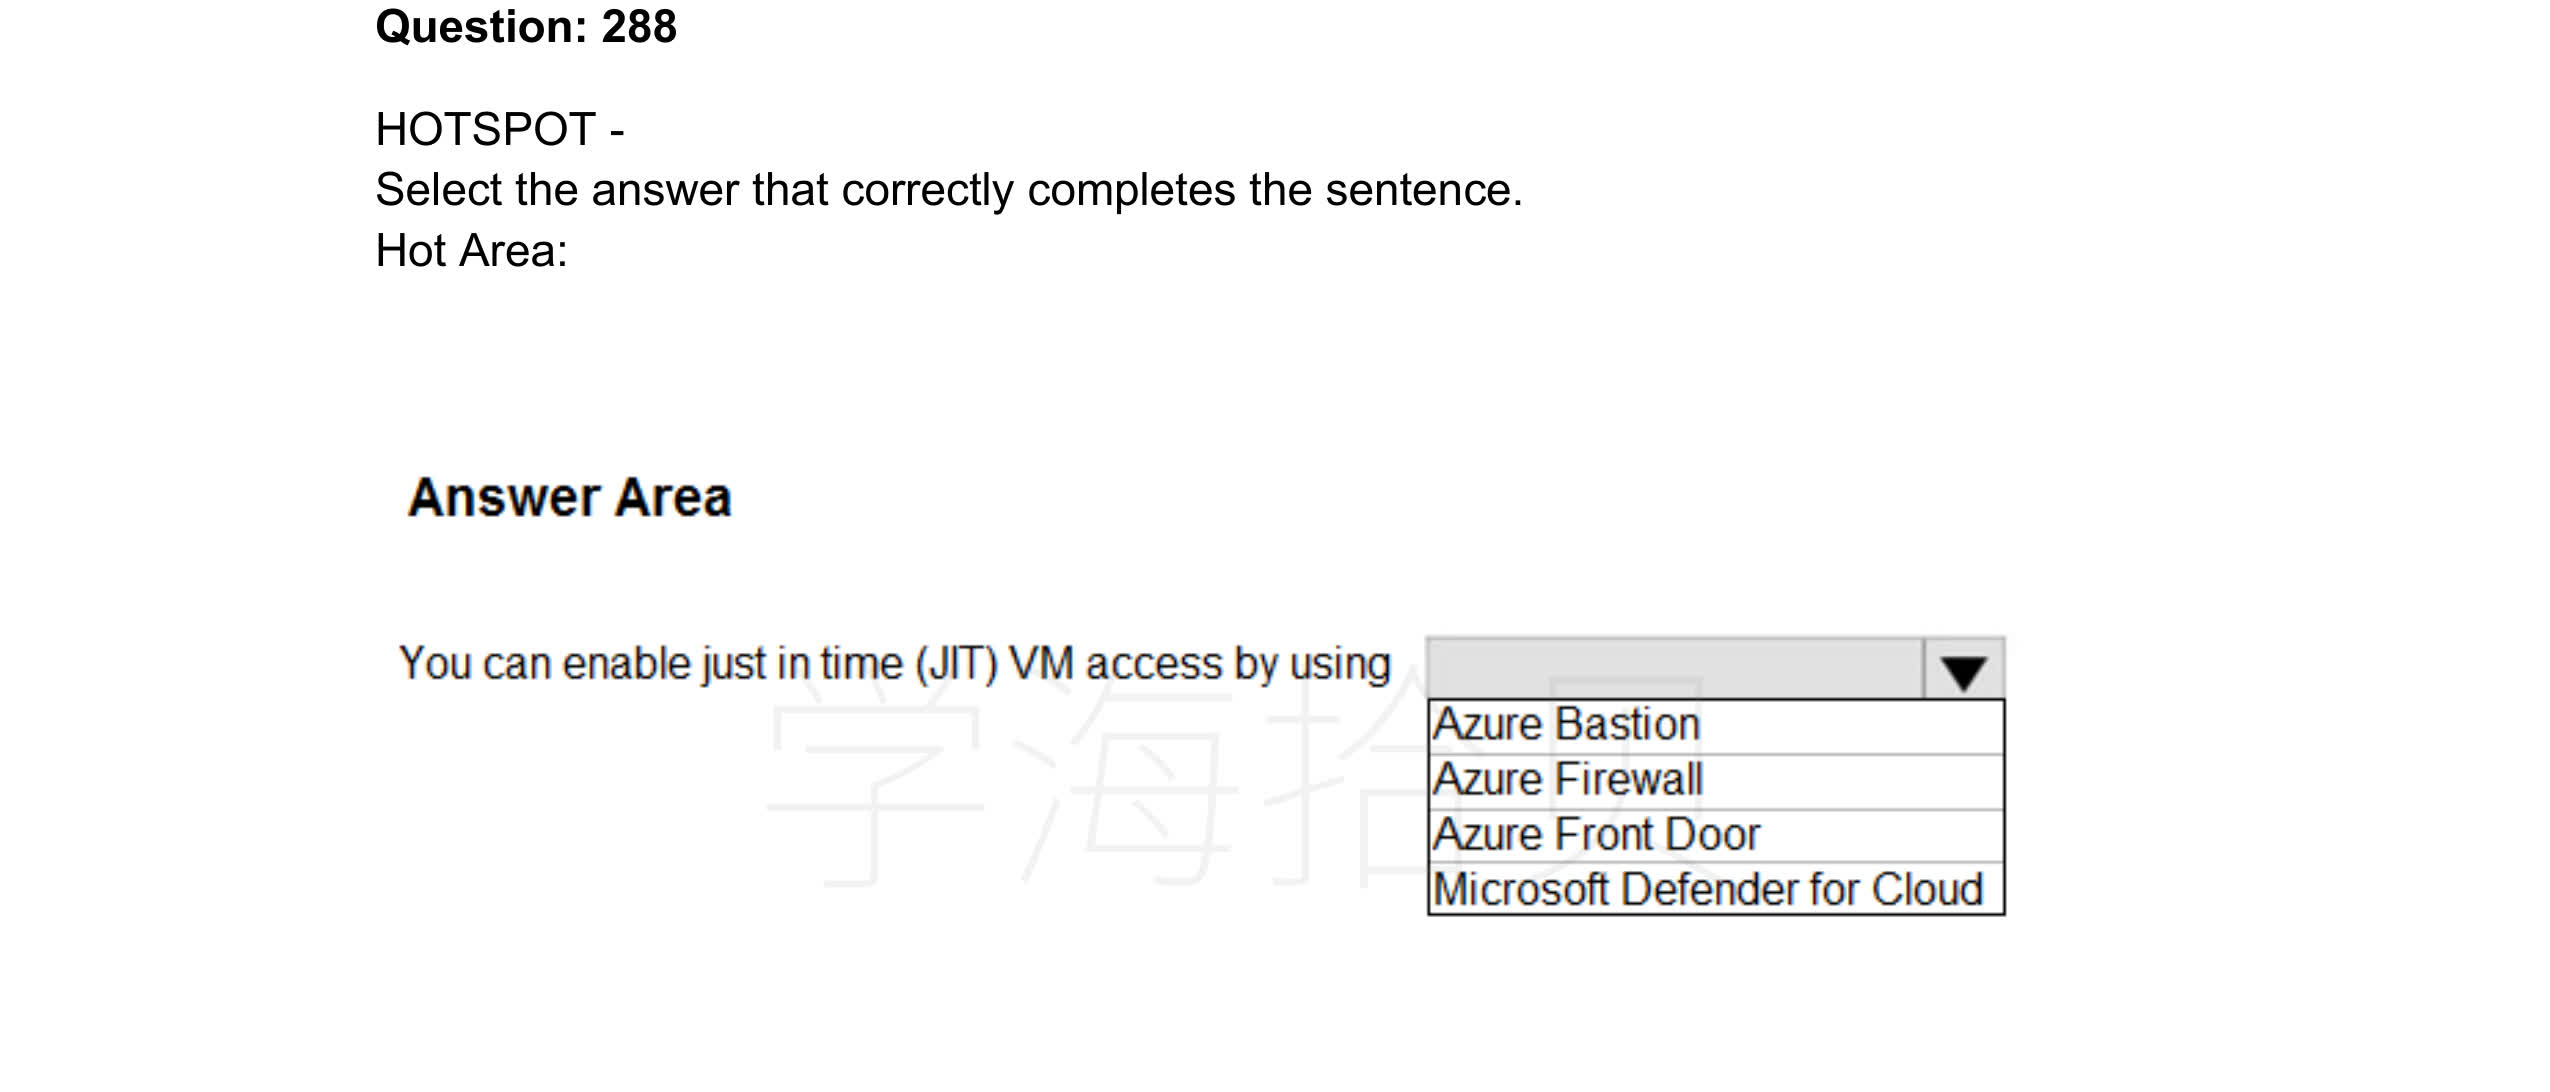 Question: 288
HOTSPOT -
Select the answer that correctly completes the sentence.
Hot Area:
Answer Area
You can enable just in time (JIT) VM access by using
Azure Bastion
Azure Firewall
Azure Front Door
Microsoft Defender for Cloud
学海拾贝